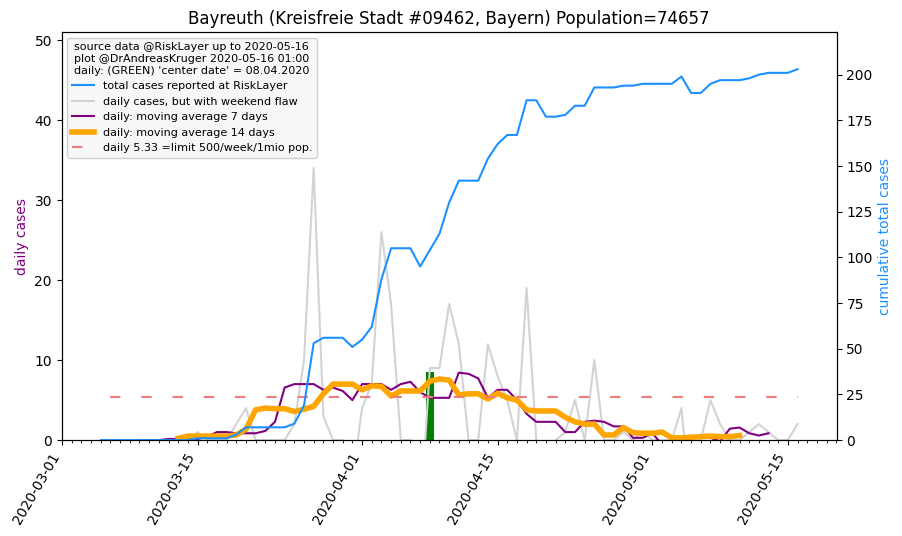 Bayreuth (Kreisfreie Stadt #09462, Bayern) Population=74657
source data @RiskLayer up to 2020-05-16
plot @DrAndreasKruger 2020-05-16 01:00
daily: (GREEN) 'center date' = 08.04.2020
total cases reported at RiskLayer
daily cases, but with weekend flaw
daily: moving average 7 days
daily: moving average 14 days
daily 5.33 =limit 500/week/1mio pop.
daily cases
50
40
30
20
10
0
cumulative total cases
200
175
150
125
100
75
50
25
0
2020-03-01
2020-03-15
2020-04-01
2020-04-15
2020-05-01
2020-05-15